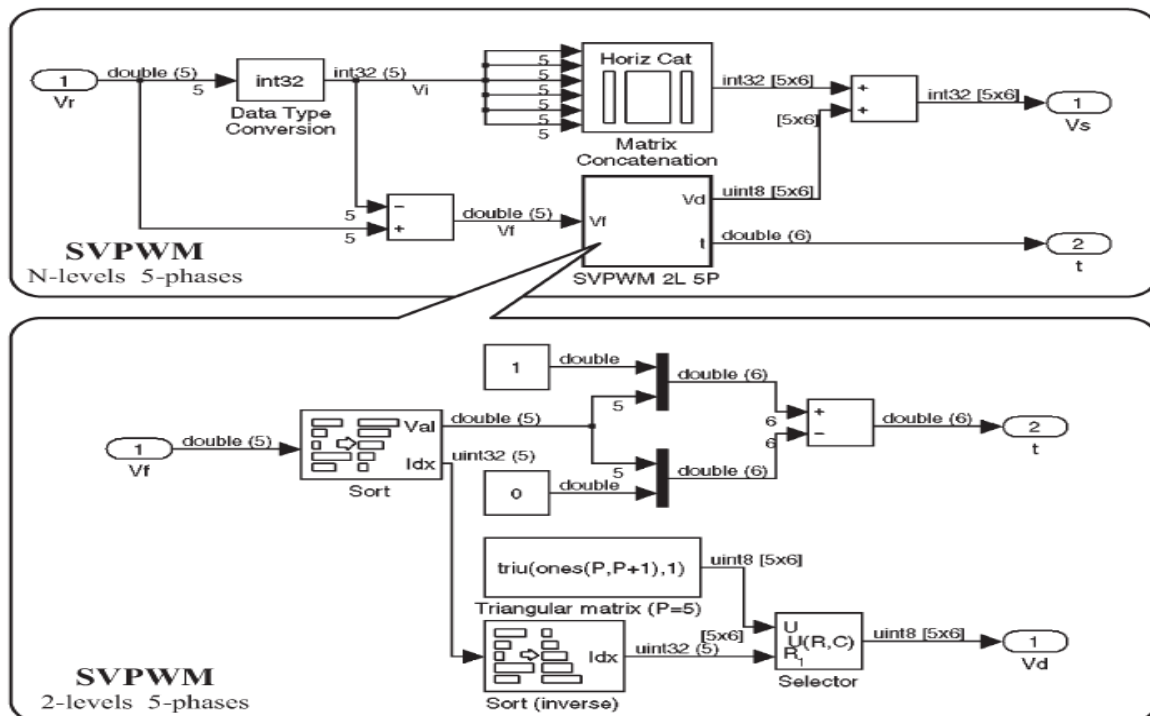 double (5)
1
Vr
5
int32
Data Type
Conversion
int32 (5)
Vi
5
5
5
5
5
5
Horiz Cat
Matrix
Concatenation
int32 [5x6]
[5x6]
+
+
int32 [5x6]
1
Vs
5
−
5
+
double (5)
Vf
Vf
Vd
t
SVPWM 2L 5P
uint8 [5x6]
double (6)
2
t
SVPWM
N-levels 5-phases
1
Vf
double (5)
Val
Idx
Sort
double (5)
uint32 (5)
1
double
5
double (6)
5
0
double
double (6)
6
+
6
−
double (6)
2
t
triu(ones(P,P+1),1)
Triangular matrix (P=5)
uint8 [5x6]
Idx
Sort (inverse)
[5x6]
uint32 (5)
U
U(R,C)
R1
Selector
uint8 [5x6]
1
Vd
SVPWM
2-levels 5-phases